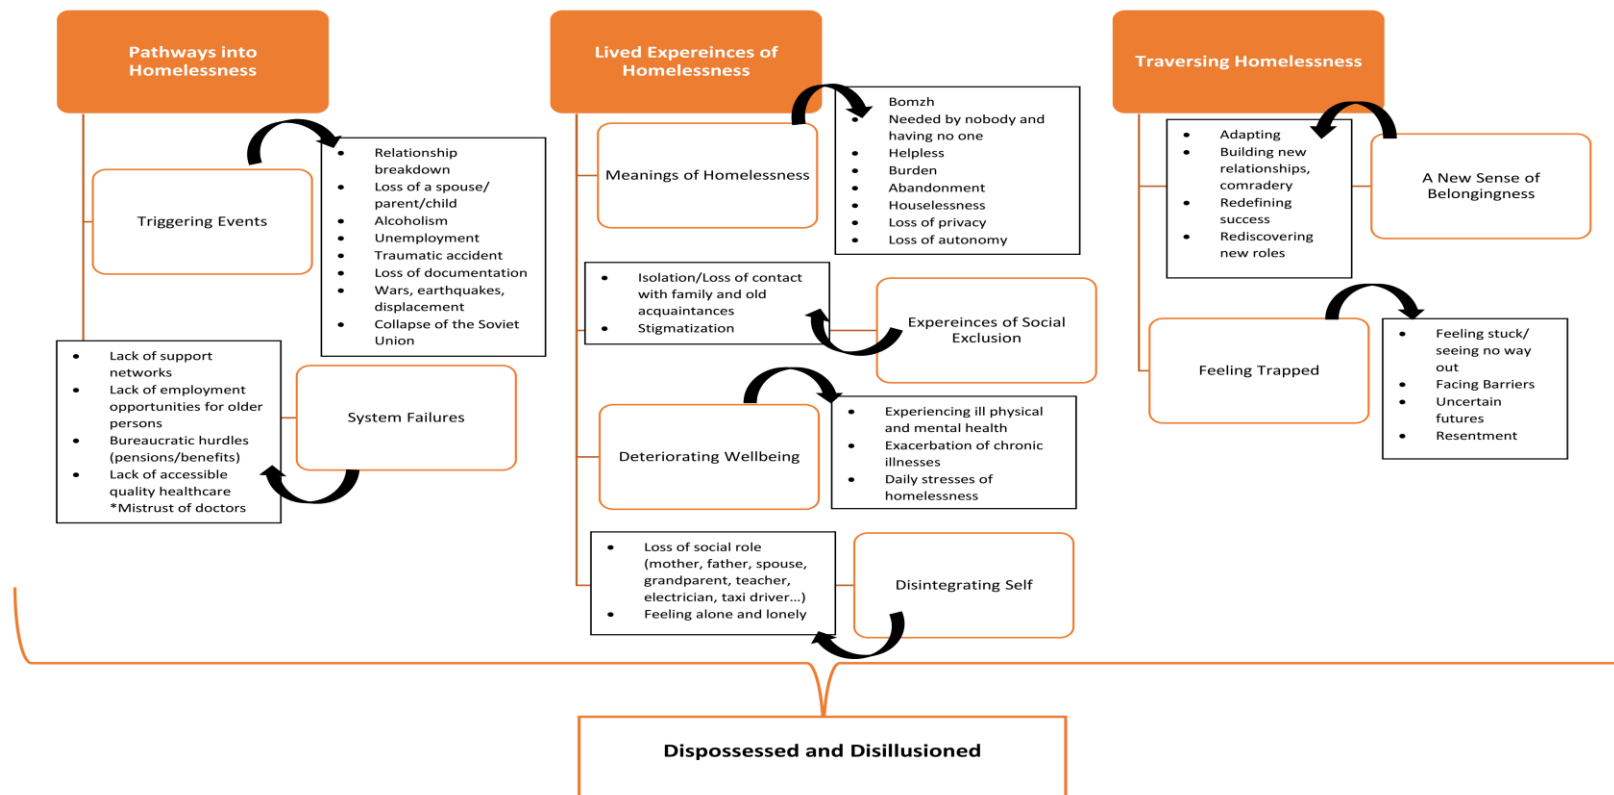 Pathways into
Homelessness
Triggering Events
• Relationship
breakdown
• Loss of a spouse/
parent/child
• Alcoholism
• Unemployment
• Traumatic accident
• Loss of documentation
• Wars, earthquakes,
displacement
• Collapse of the Soviet
Union
• Lack of support
networks
• Lack of employment
opportunities for older
persons
• Bureaucratic hurdles
(pensions/benefits)
• Lack of accessible
quality healthcare
*Mistrust of doctors
System Failures
Lived Expereinces of
Homelessness
Meanings of Homelessness
• Bomzh
• Needed by nobody and
having no one
• Helpless
• Burden
• Abandonment
• Houselessness
• Loss of privacy
• Loss of autonomy
• Isolation/Loss of contact
with family and old
acquaintances
• Stigmatization
Expereinces of Social
Exclusion
Deteriorating Wellbeing
• Experiencing ill physical
and mental health
• Exacerbation of chronic
illnesses
• Daily stresses of
homelessness
• Loss of social role
(mother, father, spouse,
grandparent, teacher,
electrician, taxi driver...)
• Feeling alone and lonely
Disintegrating Self
Traversing Homelessness
• Adapting
• Building new
relationships,
comradery
• Redefining
success
• Rediscovering
new roles
A New Sense of
Belongingness
Feeling Trapped
• Feeling stuck/
seeing no way
out
• Facing Barriers
• Uncertain
futures
• Resentment
Dispossessed and Disillusioned